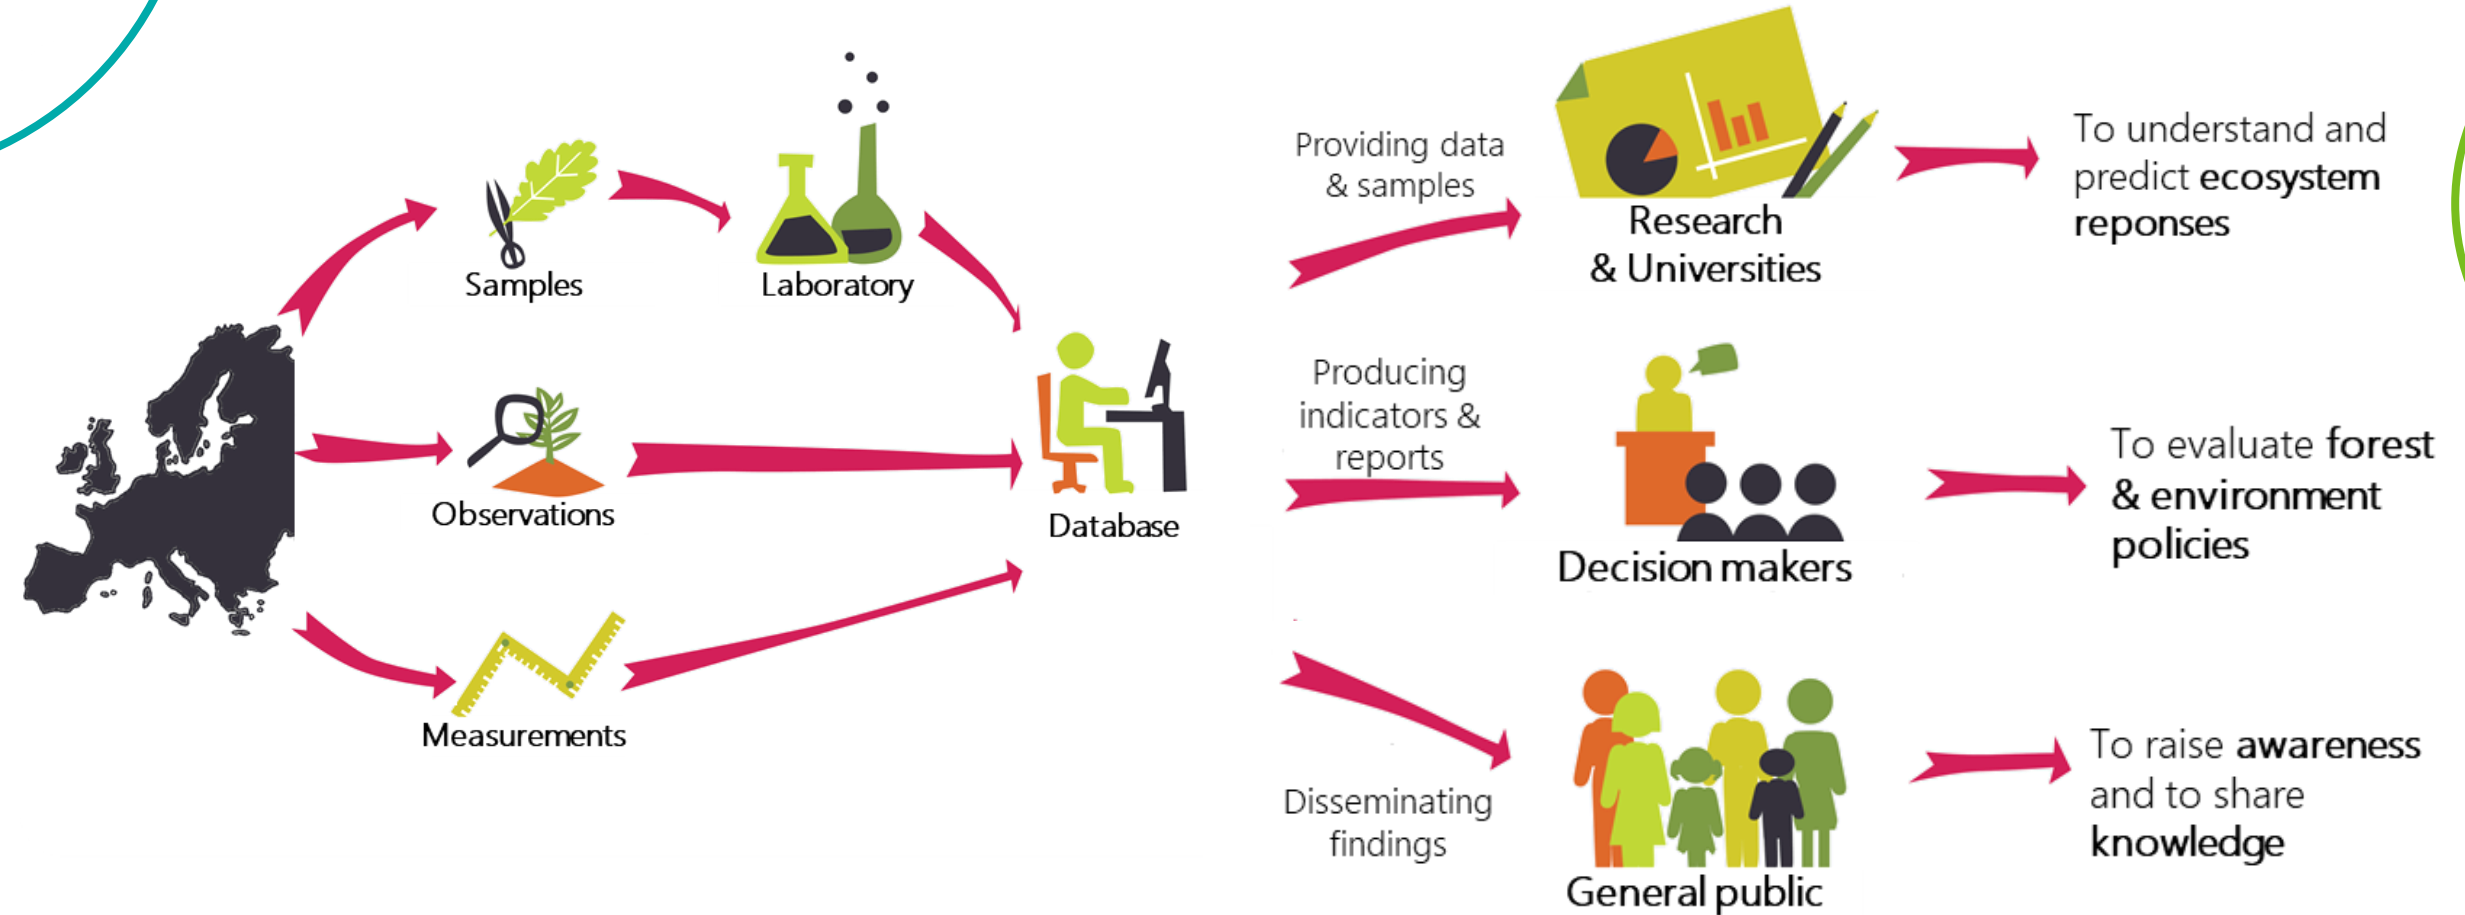 Samples
Laboratory
Observations
Measurements
Database
Providing data
& samples
Producing
indicators &
reports
Disseminating
findings
Research
& Universities
Decision makers
General public
To understand and
predict ecosystem
reponses
To evaluate forest
& environment
policies
To raise awareness
and to share
knowledge